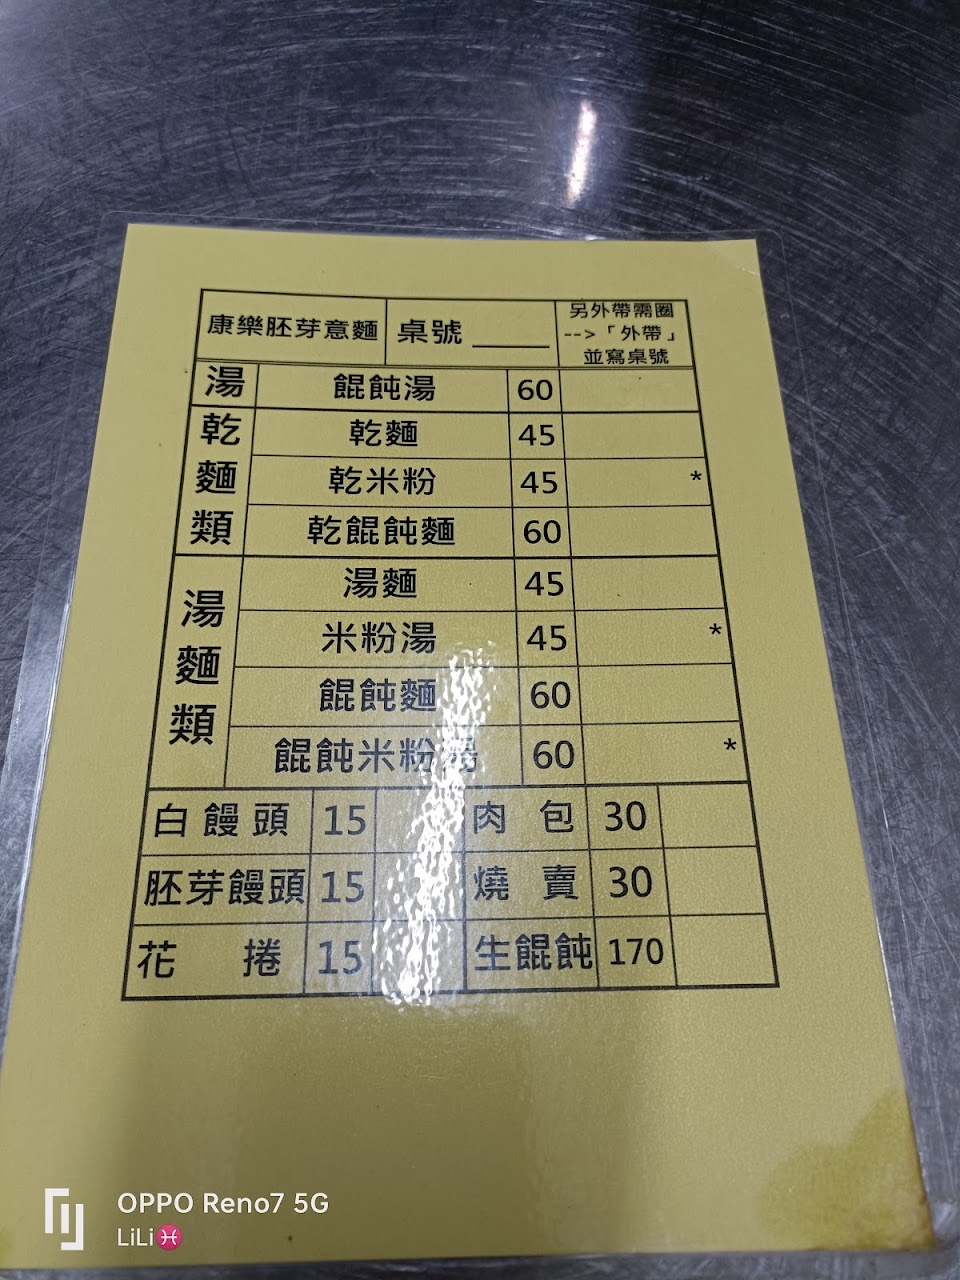 康樂胚芽意麵 桌號 ____ 另外帶需圈
-->「外帶」
並寫桌號
湯 餛飩湯 60
乾麵類 乾麵 45
乾米粉 45 *
乾餛飩麵 60
湯麵類 湯麵 45
米粉湯 45 *
餛飩麵 60
餛飩米粉湯 60 *
白饅頭 15 肉包 30
胚芽饅頭 15 燒賣 30
花捲 15 生餛飩 170
OPPO Reno7 5G
LiLi♓